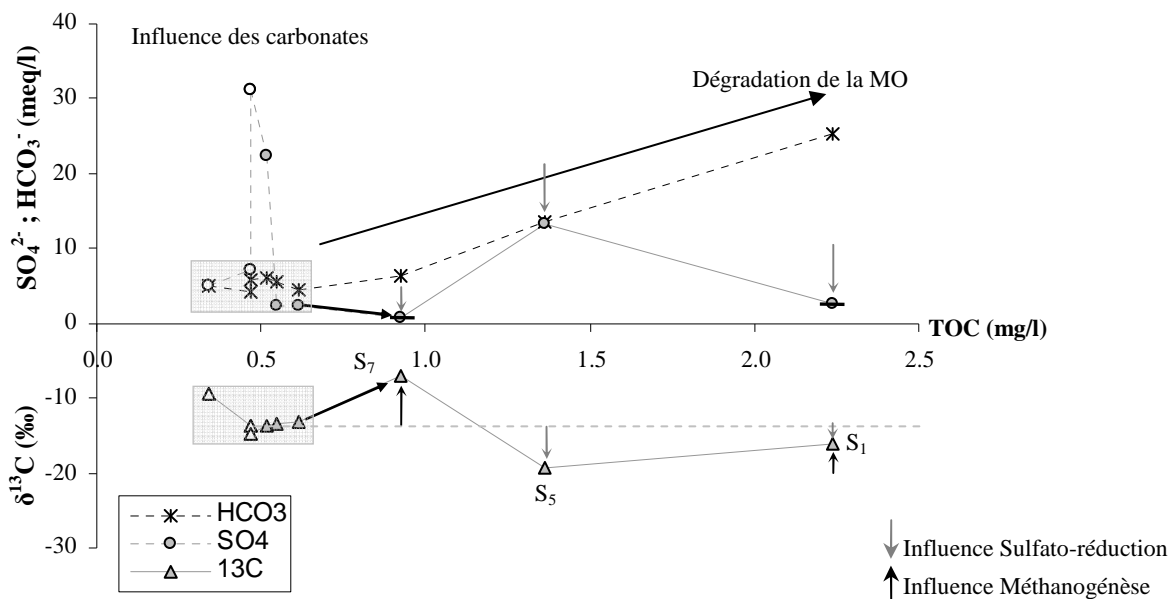 40
Influence des carbonates
30
Dégradation de la MO
20
10
0
SO₄²⁻ ; HCO₃⁻ (meq/l)
TOC (mg/l)
0.0
0.5
1.0
1.5
2.0
2.5
S₇
-10
-20
-30
δ¹³C (‰)
S₅
S₁
HCO3
SO4
13C
Influence Sulfato-réduction
Influence Méthanogénèse